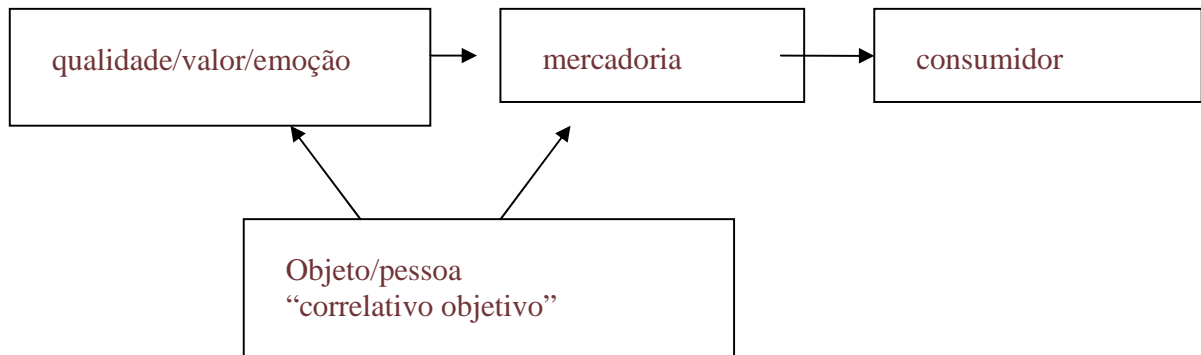 qualidade/valor/emoção
mercadoria
consumidor
Objeto/pessoa
“correlativo objetivo”